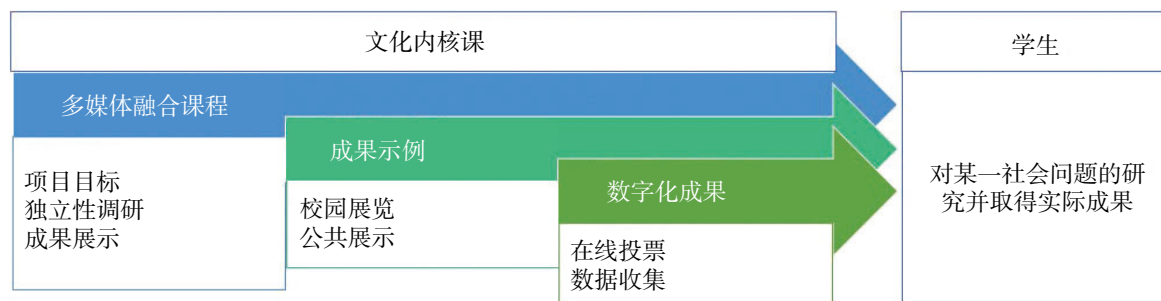 文化内核课
学生
多媒体融合课程
项目目标
独立性调研
成果展示
成果示例
校园展览
公共展示
数字化成果
在线投票
数据收集
对某一社会问题的研
究并取得实际成果